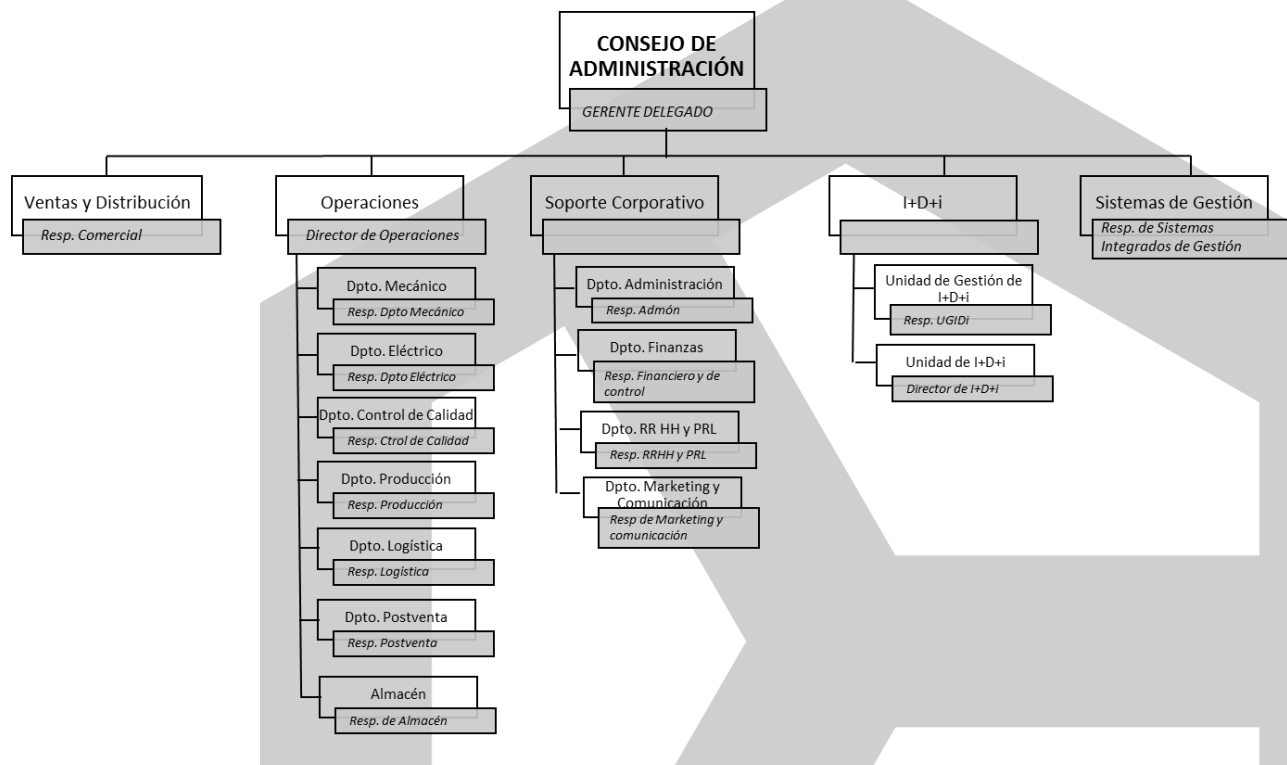 CONSEJO DE
ADMINISTRACIÓN
GERENTE DELEGADO
Ventas y Distribución
Resp. Comercial
Operaciones
Director de Operaciones
Dpto. Mecánico
Resp. Dpto Mecánico
Dpto. Eléctrico
Resp. Dpto Eléctrico
Dpto. Control de Calidad
Resp. Ctrol de Calidad
Dpto. Producción
Resp. Producción
Dpto. Logística
Resp. Logistica
Dpto. Postventa
Resp. Postventa
Almacén
Resp. de Almacén
Soporte Corporativo
Dpto. Administración
Resp. Admón
Dpto. Finanzas
Resp. Financiero y de
control
Dpto. RR HH y PRL
Resp. RRHH y PRL
Dpto. Marketing y
Comunicación
Resp de Marketing y
comunicación
I+D+i
Unidad de Gestión de
I+D+i
Resp. UGIDi
Unidad de I+D+i
Director de I+D+i
Sistemas de Gestión
Resp. de Sistemas
Integrados de Gestión